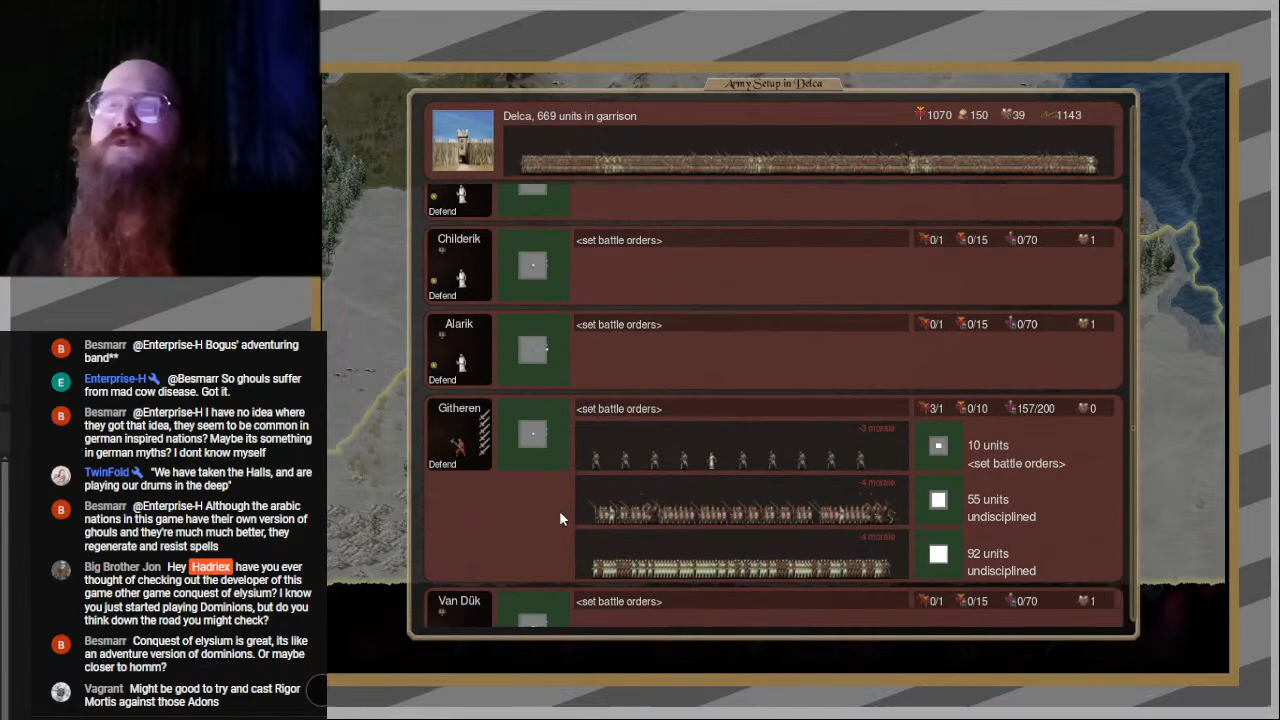 Army Setup in Delca
Delca, 669 units in garrison
1070 150 39 1143
Defend
Childerik
<set battle orders>
0/1 0/15 0/70 1
Defend
Alarik
<set battle orders>
0/1 0/15 0/70 1
Defend
Githeren
<set battle orders>
3/1 0/10 157/200 0
Defend
-3 morale
10 units
<set battle orders>
-4 morale
55 units
undisciplined
-4 morale
92 units
undisciplined
Van Dük
<set battle orders>
0/1 0/15 0/70 1
B Besmarr @Enterprise-H Bogus' adventuring
band**
E Enterprise-H @Besmarr So ghouls suffer
from mad cow disease. Got it.
B Besmarr @Enterprise-H I have no idea where
they got that idea, they seem to be common in
german inspired nations? Maybe its something
in german myths? I dont know myself
TwinFold "We have taken the Halls, and are
playing our drums in the deep"
B Besmarr @Enterprise-H Although the arabic
nations in this game have their own version of
ghouls and they're much much better, they
regenerate and resist spells
Big Brother Jon Hey Hadriex have you ever
thought of checking out the developer of this
game other game conquest of elysium? I know
you just started playing Dominions, but do you
think down the road you might check?
B Besmarr Conquest of elysium is great, its like
an adventure version of dominions. Or maybe
closer to homm?
Vagrant Might be good to try and cast Rigor
Mortis against those Adons